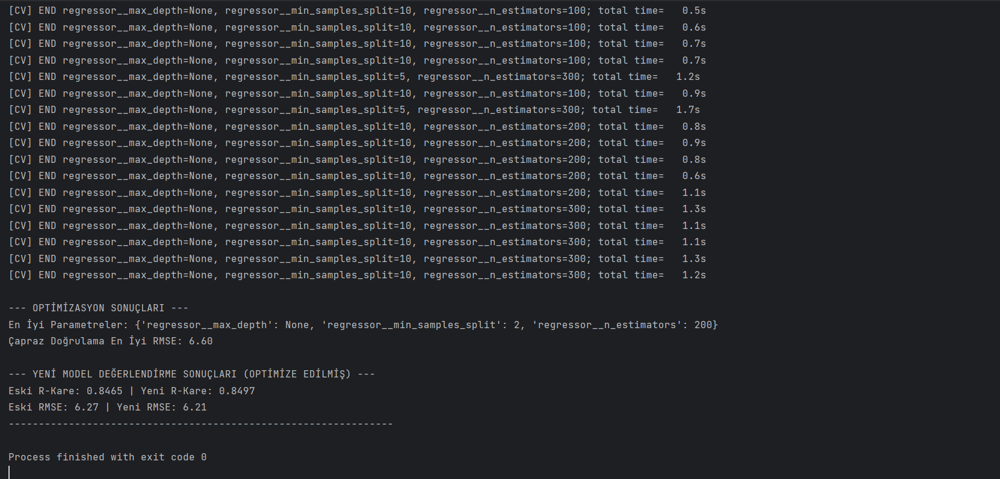 [CV] END regressor__max_depth=None, regressor__min_samples_split=10, regressor__n_estimators=100; total time=   0.5s
[CV] END regressor__max_depth=None, regressor__min_samples_split=10, regressor__n_estimators=100; total time=   0.6s
[CV] END regressor__max_depth=None, regressor__min_samples_split=10, regressor__n_estimators=100; total time=   0.7s
[CV] END regressor__max_depth=None, regressor__min_samples_split=10, regressor__n_estimators=100; total time=   0.7s
[CV] END regressor__max_depth=None, regressor__min_samples_split=5, regressor__n_estimators=300; total time=   1.2s
[CV] END regressor__max_depth=None, regressor__min_samples_split=10, regressor__n_estimators=100; total time=   0.9s
[CV] END regressor__max_depth=None, regressor__min_samples_split=5, regressor__n_estimators=300; total time=   1.7s
[CV] END regressor__max_depth=None, regressor__min_samples_split=10, regressor__n_estimators=200; total time=   0.8s
[CV] END regressor__max_depth=None, regressor__min_samples_split=10, regressor__n_estimators=200; total time=   0.9s
[CV] END regressor__max_depth=None, regressor__min_samples_split=10, regressor__n_estimators=200; total time=   0.8s
[CV] END regressor__max_depth=None, regressor__min_samples_split=10, regressor__n_estimators=200; total time=   0.6s
[CV] END regressor__max_depth=None, regressor__min_samples_split=10, regressor__n_estimators=200; total time=   1.1s
[CV] END regressor__max_depth=None, regressor__min_samples_split=10, regressor__n_estimators=300; total time=   1.3s
[CV] END regressor__max_depth=None, regressor__min_samples_split=10, regressor__n_estimators=300; total time=   1.1s
[CV] END regressor__max_depth=None, regressor__min_samples_split=10, regressor__n_estimators=300; total time=   1.1s
[CV] END regressor__max_depth=None, regressor__min_samples_split=10, regressor__n_estimators=300; total time=   1.3s
[CV] END regressor__max_depth=None, regressor__min_samples_split=10, regressor__n_estimators=300; total time=   1.2s
--- OPTİMİZASYON SONUÇLARI ---
En İyi Parametreler: {'regressor__max_depth': None, 'regressor__min_samples_split': 2, 'regressor__n_estimators': 200}
Çapraz Doğrulama En İyi RMSE: 6.60
--- YENİ MODEL DEĞERLENDİRME SONUÇLARI (OPTİMİZE EDİLMİŞ) ---
Eski R-Kare: 0.8465 | Yeni R-Kare: 0.8497
Eski RMSE: 6.27 | Yeni RMSE: 6.21
----------------------------------------------------------------
Process finished with exit code 0